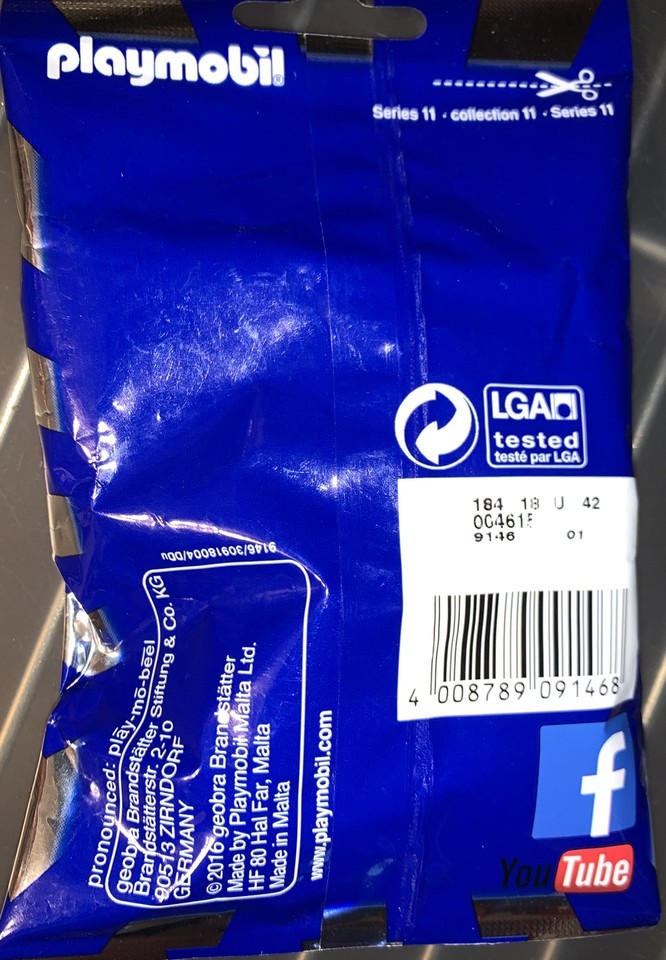 playmobil®
Series 11 · collection 11 · Series 11
LGA
tested
testé par LGA
184 18 U 42
9146 01
4 008789 091468
9146/30918004/DDu
pronounced: plāy-mō-bēēl
geobra Brandstätter Stiftung & Co. KG
Brandstätterstr. 2-10
90513 ZIRNDORF
GERMANY
© 2016 geobra Brandstätter
Made by Playmobil Malta Ltd.
HF 80 Hal Far, Malta
Made in Malta
www.playmobil.com
f
YouTube